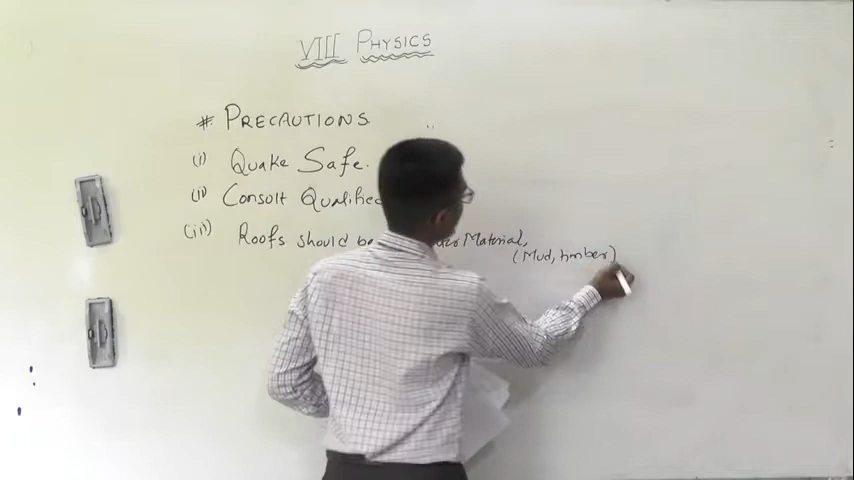 VIII PHYSICS
# PRECAUTIONS
(i) Quake Safe.
(ii) Consult Qualified
(iii) Roofs should be Material,
(Mud, timber)